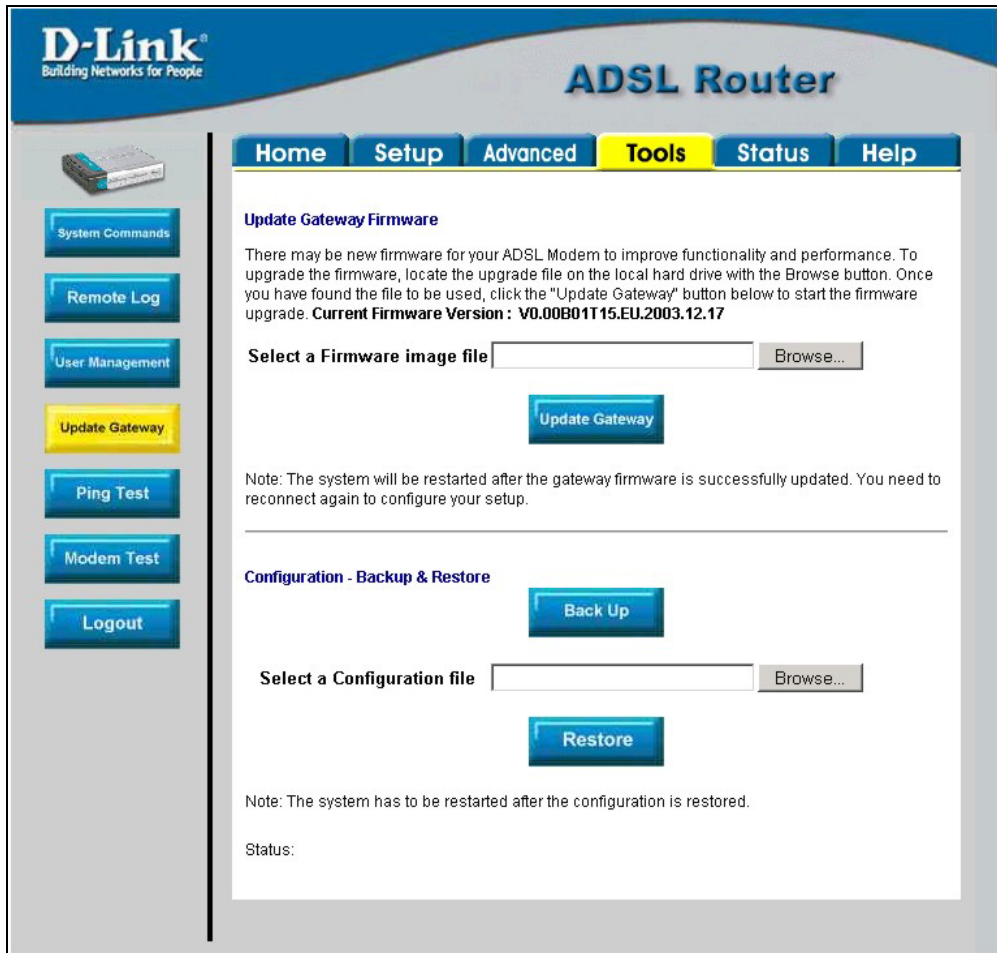 D-Link®
Building Networks for People
ADSL Router
Home Setup Advanced Tools Status Help
System Commands
Remote Log
User Management
Update Gateway
Ping Test
Modem Test
Logout
Update Gateway Firmware
There may be new firmware for your ADSL Modem to improve functionality and performance. To
upgrade the firmware, locate the upgrade file on the local hard drive with the Browse button. Once
you have found the file to be used, click the "Update Gateway" button below to start the firmware
upgrade. Current Firmware Version : V0.00B01T15.EU.2003.12.17
Select a Firmware image file Browse...
Update Gateway
Note: The system will be restarted after the gateway firmware is successfully updated. You need to
reconnect again to configure your setup.
Configuration - Backup & Restore
Back Up
Select a Configuration file Browse...
Restore
Note: The system has to be restarted after the configuration is restored.
Status: